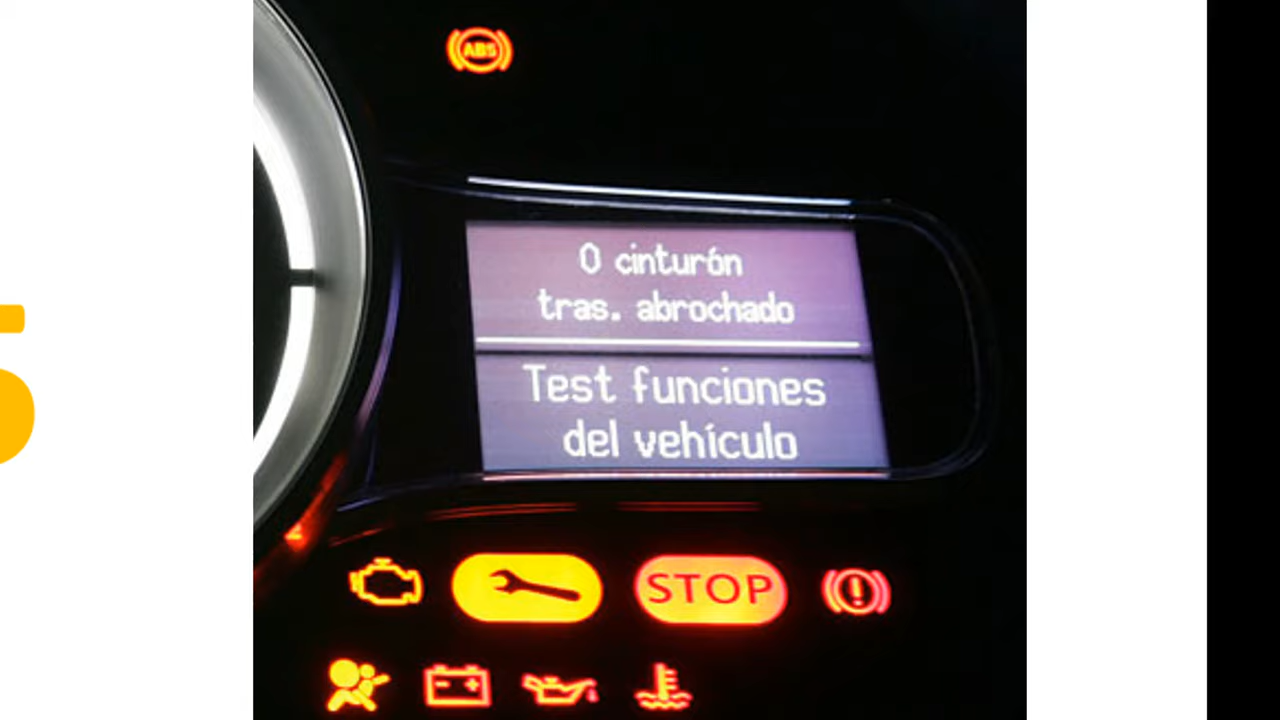 ABS
0 cinturón
tras. abrochado
Test funciones
del vehículo
STOP